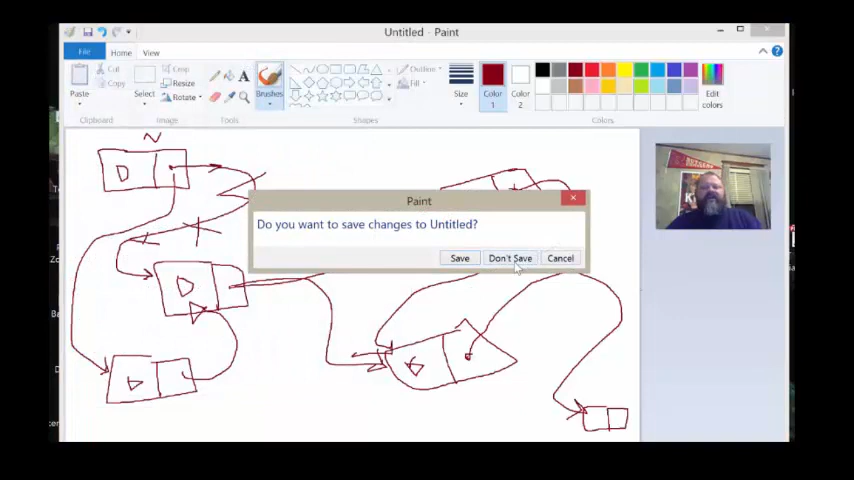 Untitled - Paint
File Home View
Paste
Cut
Copy
Clipboard
Select
Crop
Resize
Rotate
Image
A
Tools
Brushes
Outline
Fill
Shapes
Size
Color 1
Color 2
Edit colors
Colors
N
D
Paint
Do you want to save changes to Untitled?
Save Don't Save Cancel
D
D